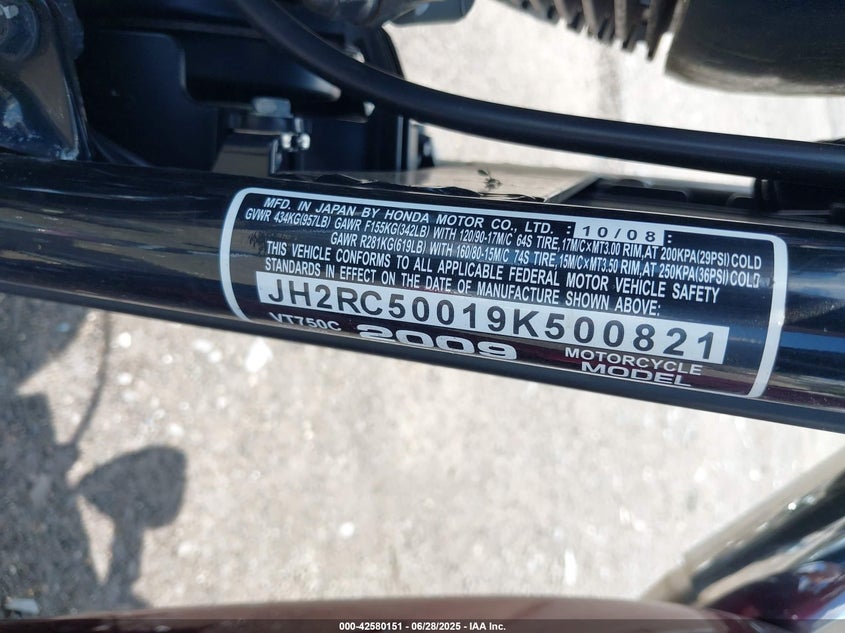 MFD. IN JAPAN BY HONDA MOTOR CO., LTD. : 10/08 :
GVWR 434KG(957LB) GAWR F155KG(342LB) WITH 120/90-17M/C 64S TIRE,17M/C×MT3.00 RIM,AT 200KPA(29PSI)COLD
GAWR R281KG(619LB) WITH 160/80-15M/C 74S TIRE,15M/C×MT3.50 RIM,AT 250KPA(36PSI)COLD
THIS VEHICLE CONFORMS TO ALL APPLICABLE FEDERAL MOTOR VEHICLE SAFETY
STANDARDS IN EFFECT ON THE DATE OF MANUFACTURE SHOWN ABOVE:
JH2RC50019K500821
VT750C 2009 MOTORCYCLE
MODEL
000-42580151 | 06/28/2025 - IAA Inc.